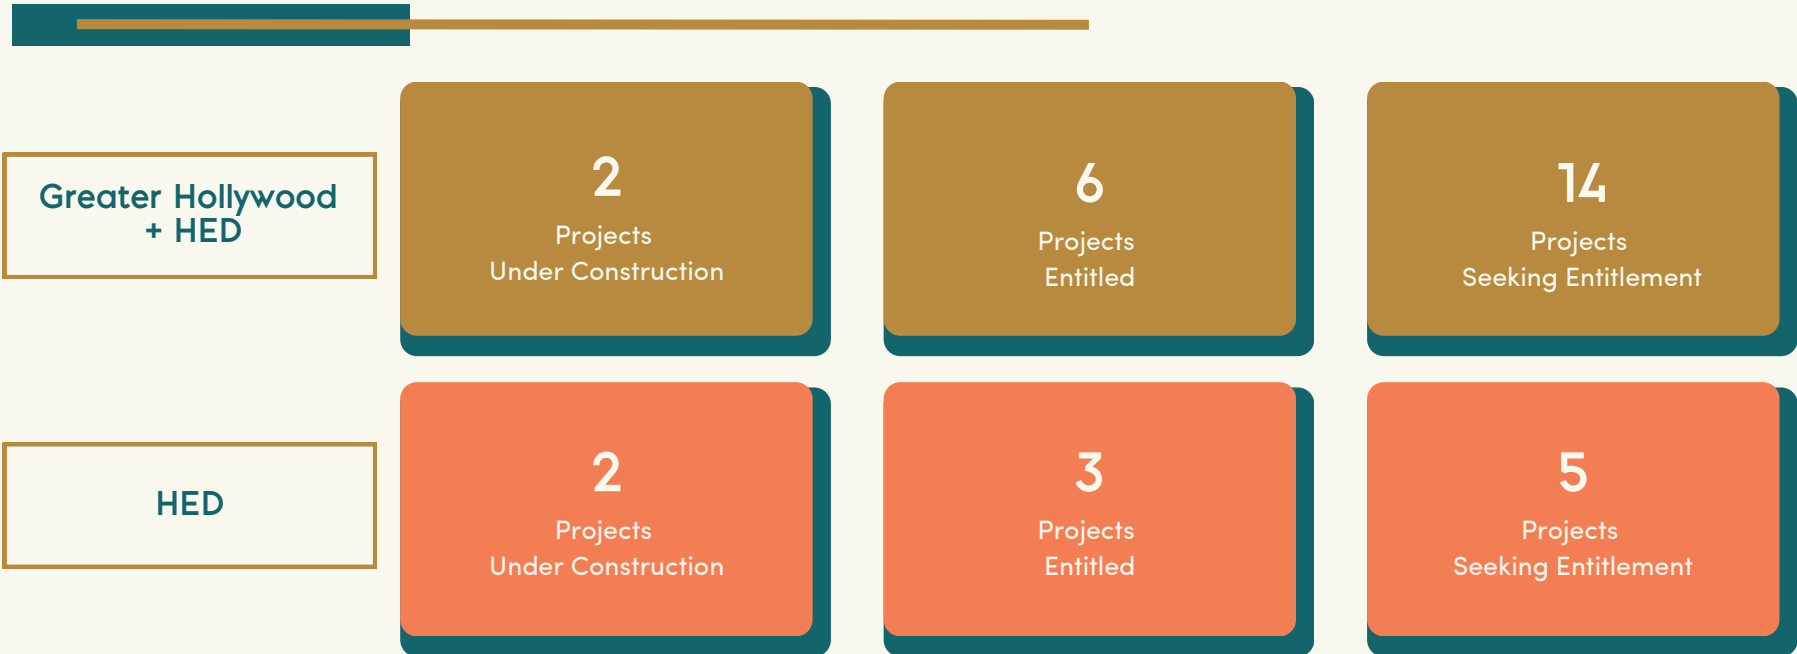 Greater Hollywood
+ HED
2
Projects
Under Construction
6
Projects
Entitled
14
Projects
Seeking Entitlement
HED
2
Projects
Under Construction
3
Projects
Entitled
5
Projects
Seeking Entitlement